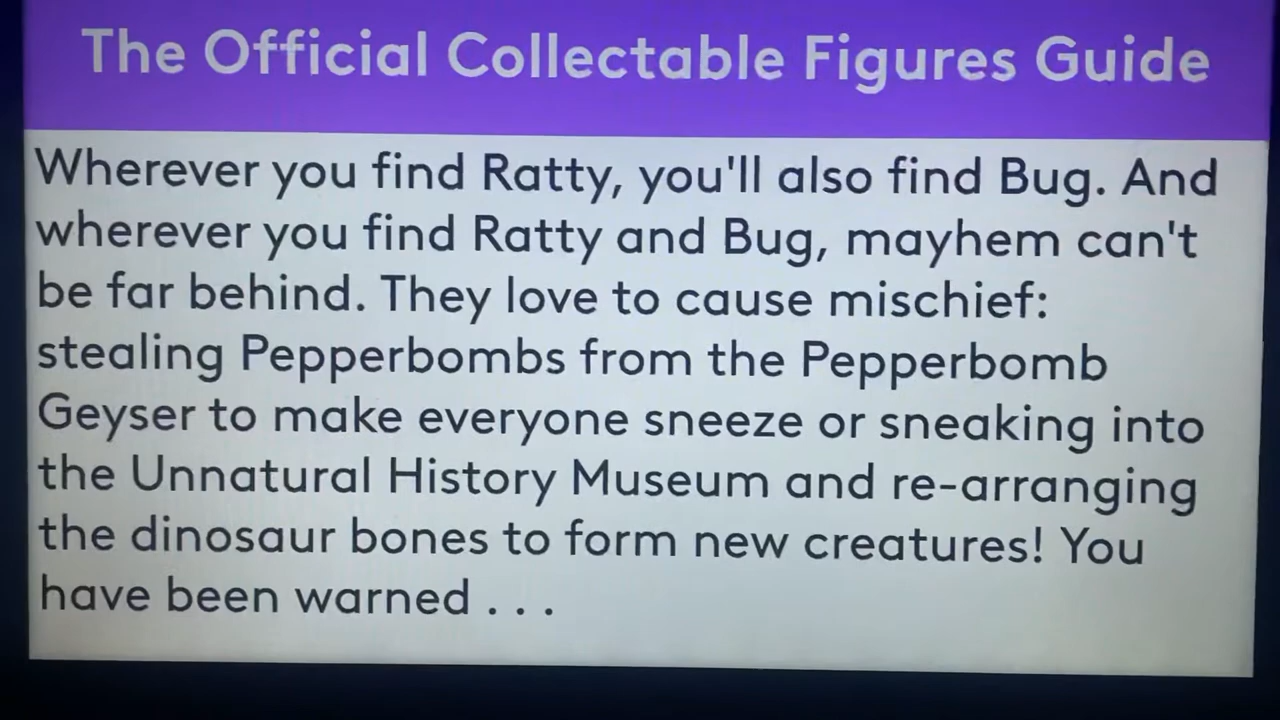 The Official Collectable Figures Guide
Wherever you find Ratty, you'll also find Bug. And
wherever you find Ratty and Bug, mayhem can't
be far behind. They love to cause mischief:
stealing Pepperbombs from the Pepperbomb
Geyser to make everyone sneeze or sneaking into
the Unnatural History Museum and re-arranging
the dinosaur bones to form new creatures! You
have been warned . . .